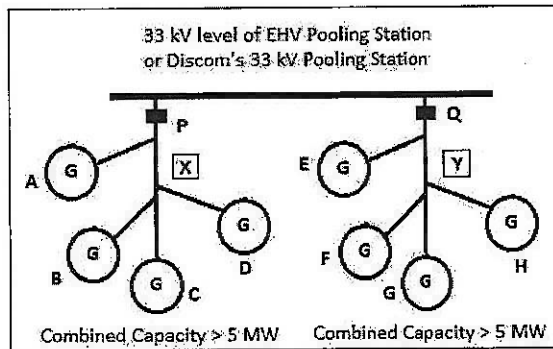 33 kV level of EHV Pooling Station
or Discom's 33 kV Pooling Station
P Q
A G X E G Y
B G G D F G G H
G C G G
Combined Capacity > 5 MW Combined Capacity > 5 MW